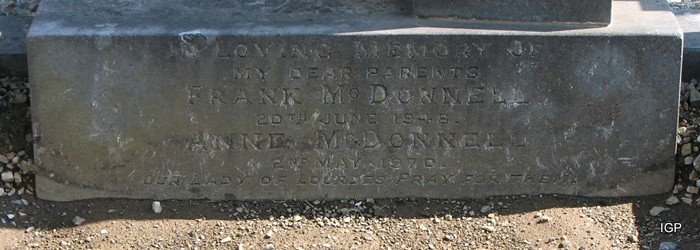 IN LOVING MEMORY OF
MY DEAR PARENTS
FRANK MCDONNELL
20TH JUNE 1948.
ANNE MCDONNELL
2ND MAY 1970.
OUR LADY OF LOURDES PRAY FOR THEM
IGP